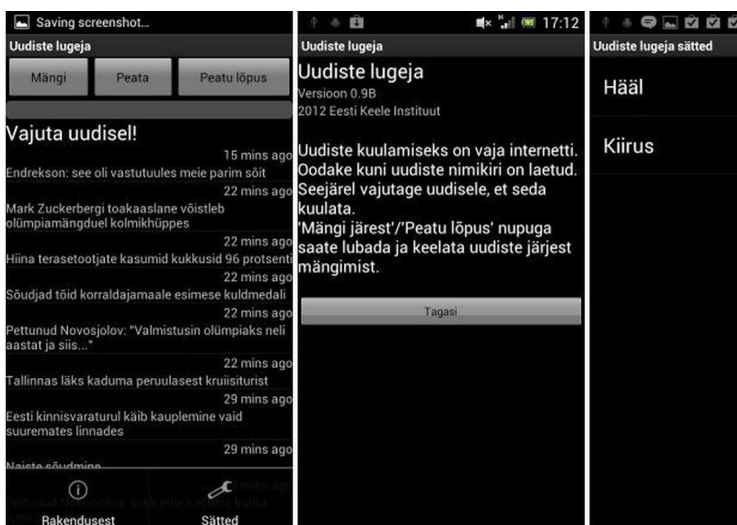 Saving screenshot...
Uudiste lugeja
Mängi
Peata
Peatu lõpus
Vajuta uudisel!
15 mins ago
Endrekson: see oli vastutuules meie parim sõit
22 mins ago
Mark Zuckerbergi toakaaslane võistleb
olümpiamängduel kolmikhüppes
22 mins ago
Hiina terasetootjate kasumid kukkusid 96 protsenti
22 mins ago
Sõudjad tõid korraldajamaale esimese kuldmedali
22 mins ago
Pettunud Novosjolov: "Valmistusin olümpiaks neli
aastat ja siis..."
22 mins ago
Tallinnas läks kaduma peruulasest kruiisiturist
29 mins ago
Eesti kinnisvaraturul käib kauplemine vaid
suuremates linnades
29 mins ago
Naiste sõudmine
Rakendusest
Sätted
17:12
Uudiste lugeja
Uudiste lugeja
Versioon 0.9B
2012 Eesti Keele Instituut
Uudiste kuulamiseks on vaja internetti.
Oodake kuni uudiste nimikiri on laetud.
Seejärel vajutage uudisele, et seda
kuulata.
'Mängi järest'/'Peatu lõpus' nupuga
saate lubada ja keelata uudiste järjest
mängimist.
Tagasi
Uudiste lugeja sätted
Hääl
Kiirus